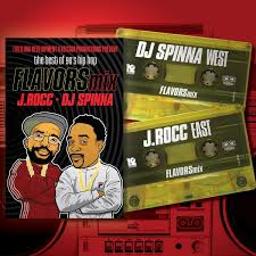 the best of 90's hip hop
FLAVORSmix
J.ROCC • DJ SPINNA
DJ SPINNA WEST
FLAVORSmix
J.ROCC EAST
FLAVORSmix